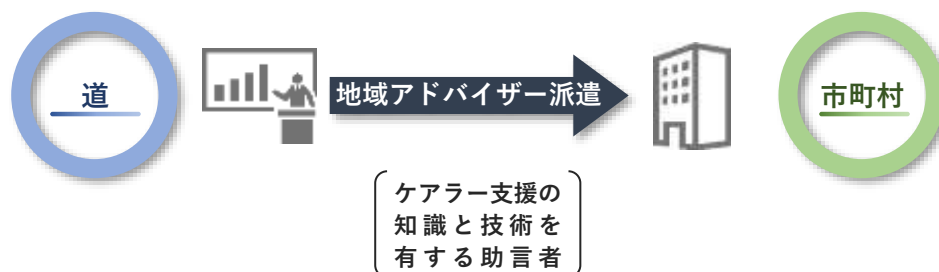 道
地域アドバイザー派遣
市町村
ケアラー支援の
知識と技術を
有する助言者